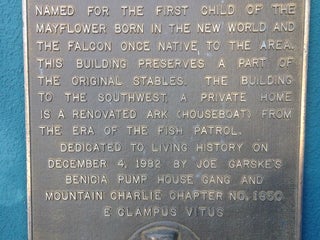 NAMED FOR THE FIRST CHILD OF THE
MAYFLOWER BORN IN THE NEW WORLD AND
THE FALCON ONCE NATIVE TO THE AREA.
THIS BUILDING PRESERVES A PART OF
THE ORIGINAL STABLES. THE BUILDING
TO THE SOUTHWEST, A PRIVATE HOME
IS A RENOVATED ARK (HOUSEBOAT) FROM
THE ERA OF THE FISH PATROL.
DEDICATED TO LIVING HISTORY ON
DECEMBER 4, 1982 BY JOE GARSKE'S
BENICIA PUMP HOUSE GANG AND
MOUNTAIN CHARLIE CHAPTER NO. 1850
E CLAMPUS VITUS